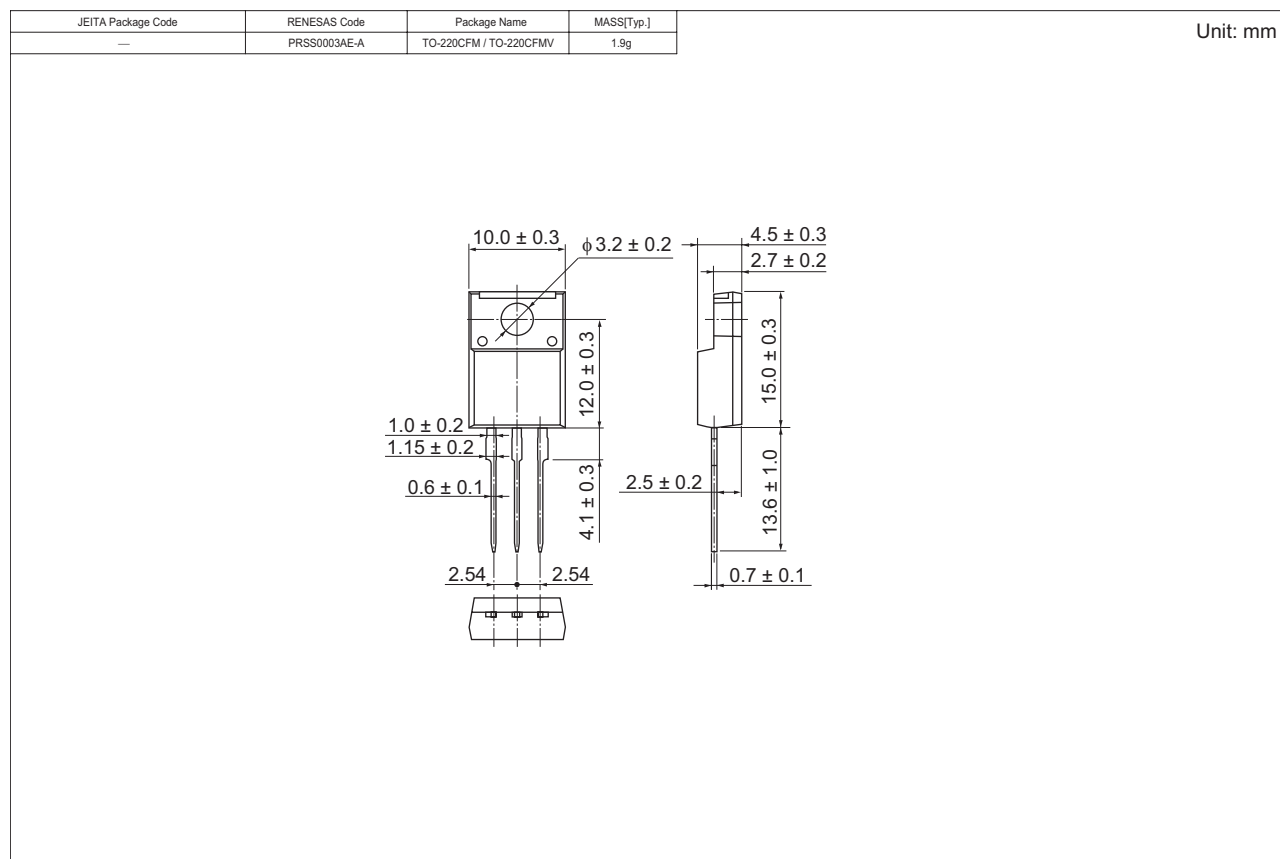 JEITA Package Code RENESAS Code Package Name MASS[Typ.]
— PRSS0003AE-A TO-220CFM / TO-220CFMV 1.9g
Unit: mm
10.0 ± 0.3
ϕ 3.2 ± 0.2
4.5 ± 0.3
2.7 ± 0.2
12.0 ± 0.3
15.0 ± 0.3
1.0 ± 0.2
1.15 ± 0.2
0.6 ± 0.1
4.1 ± 0.3
2.5 ± 0.2
13.6 ± 1.0
2.54 2.54
0.7 ± 0.1